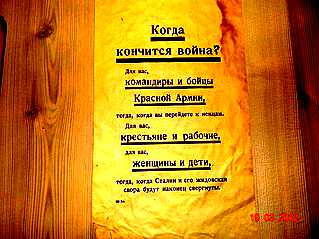 Когда
кончится война?
Для вас,
командиры и бойцы
Красной Армии,
тогда, когда вы перейдете к немцам.
Для вас,
крестьяне и рабочие,
для вас,
женщины и дети,
тогда, когда Сталин и его жидовская
свора будут наконец свергнуты.